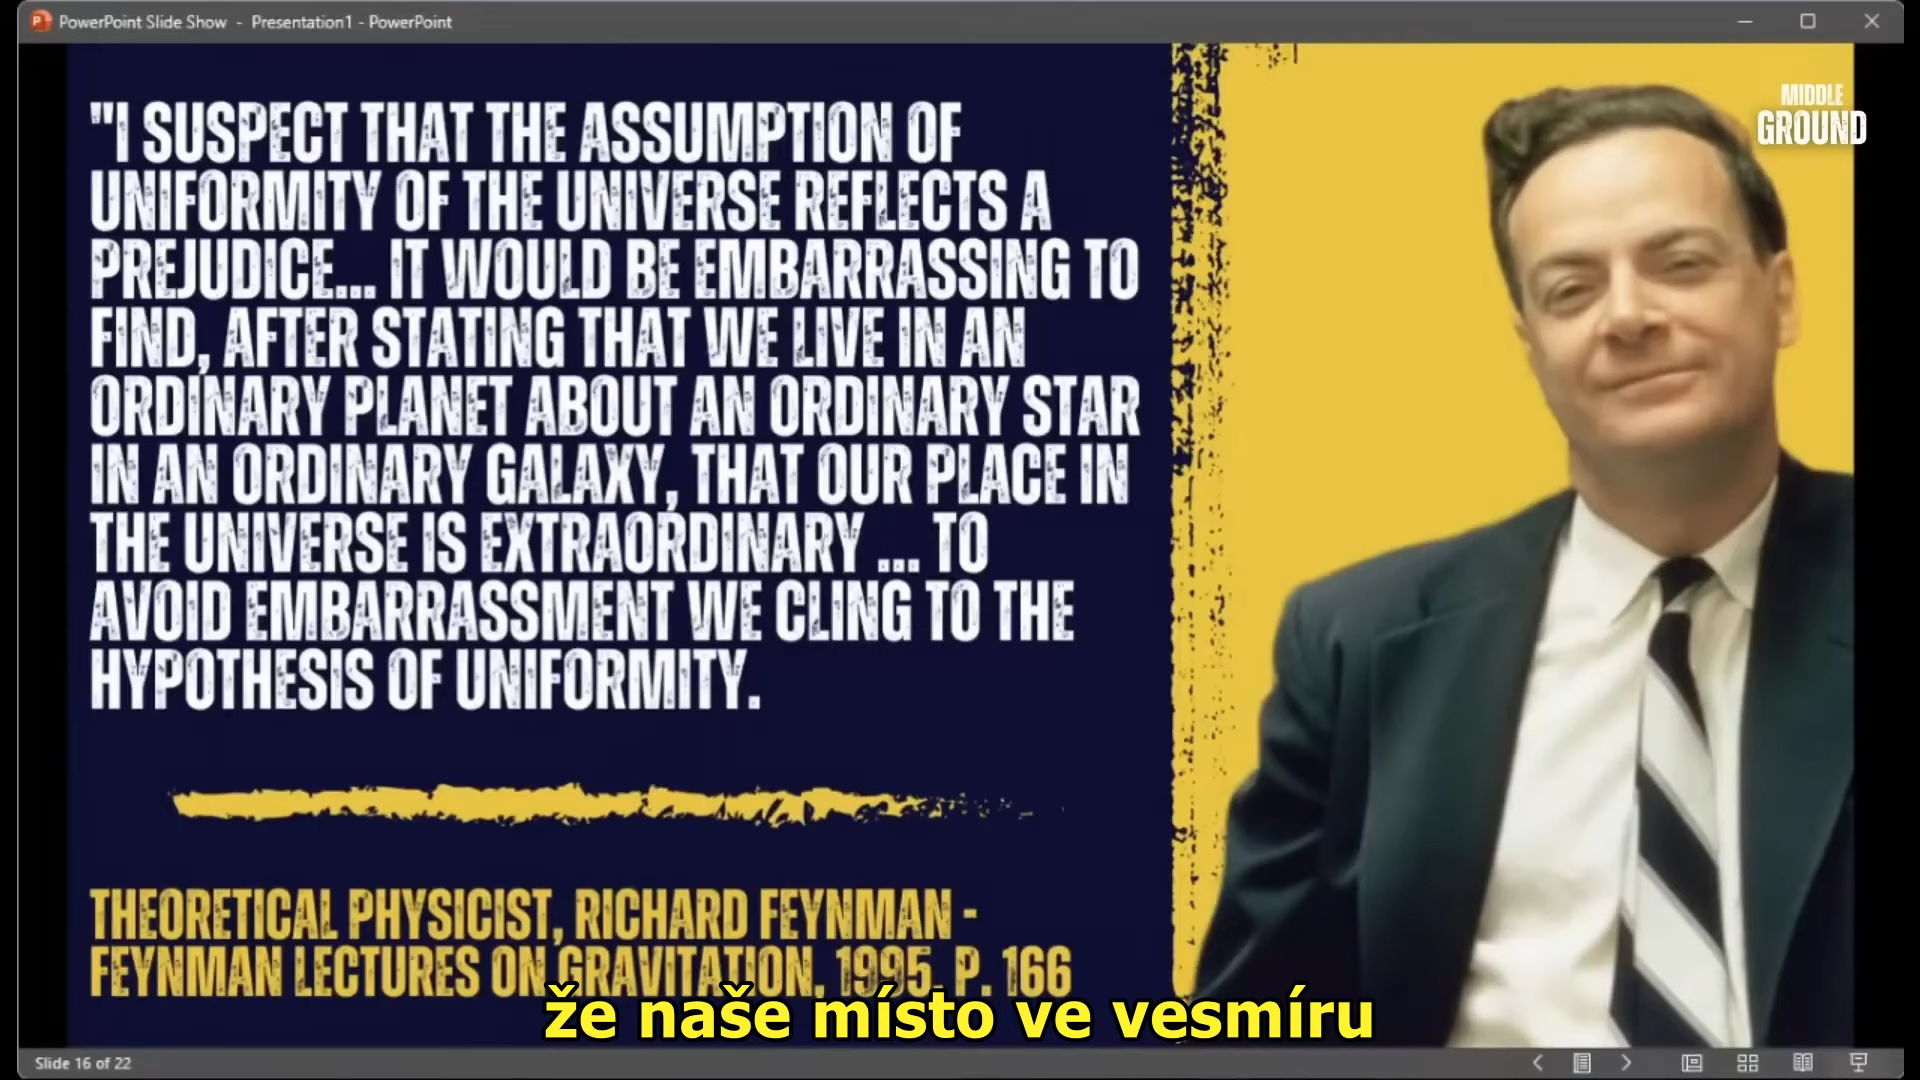 PowerPoint Slide Show - Presentation1 - PowerPoint
MIDDLE
GROUND
"I SUSPECT THAT THE ASSUMPTION OF
UNIFORMITY OF THE UNIVERSE REFLECTS A
PREJUDICE... IT WOULD BE EMBARRASSING TO
FIND, AFTER STATING THAT WE LIVE IN AN
ORDINARY PLANET ABOUT AN ORDINARY STAR
IN AN ORDINARY GALAXY, THAT OUR PLACE IN
THE UNIVERSE IS EXTRAORDINARY ... TO
AVOID EMBARRASSMENT WE CLING TO THE
HYPOTHESIS OF UNIFORMITY.
THEORETICAL PHYSICIST, RICHARD FEYNMAN -
FEYNMAN LECTURES ON GRAVITATION, 1995, P. 166
že naše místo ve vesmíru
Slide 16 of 22